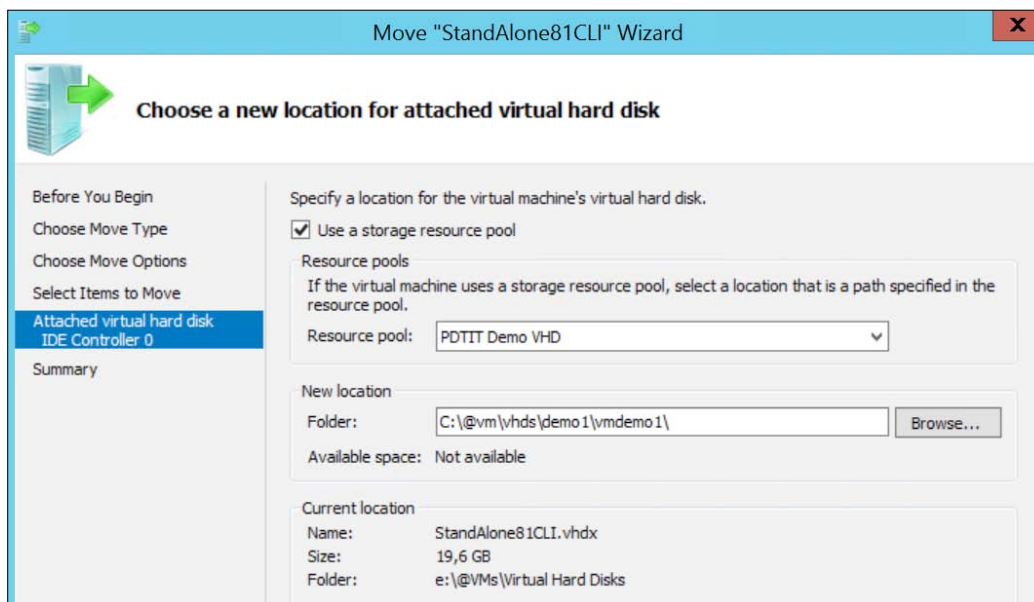 Move "StandAlone81CLI" Wizard
X
Choose a new location for attached virtual hard disk
Before You Begin
Choose Move Type
Choose Move Options
Select Items to Move
Attached virtual hard disk
IDE Controller 0
Summary
Specify a location for the virtual machine's virtual hard disk.
Use a storage resource pool
Resource pools
If the virtual machine uses a storage resource pool, select a location that is a path specified in the
resource pool.
Resource pool: PDTIT Demo VHD
New location
Folder: C:\@vm\vhds\demo1\vmdemo1\ Browse...
Available space: Not available
Current location
Name: StandAlone81CLI.vhdx
Size: 19,6 GB
Folder: e:\@VMs\Virtual Hard Disks